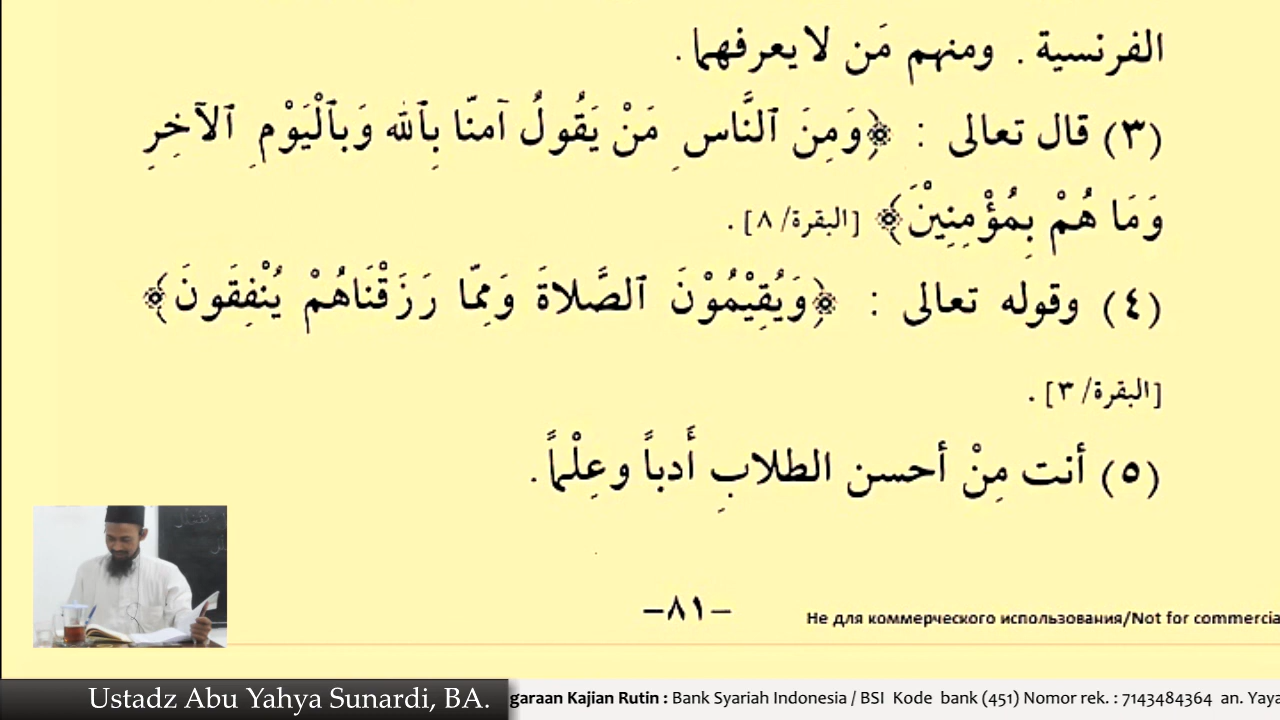 الفرنسية . ومنهم مَن لا يعرفهما .
(٣) قال تعالى : ﴿وَمِنَ ٱلنَّاسِ مَنْ يَقُولُ آمنّا بِٱلله وَبٱلْيَوْمِ ٱلآخِرِ
وَمَا هُمْ بِمُؤْمِنِيْنَ﴾ [البقرة/ ٨] .
(٤) وقوله تعالى : ﴿وَيُقِيْمُوْنَ ٱلصَّلاةَ وَمِمّا رَزَقْنَاهُمْ يُنْفِقُونَ﴾
[البقرة/ ٣] .
(٥) أنت مِنْ أحسن الطلابِ أَدباً وعِلْماً .
–٨١–
Не для коммерческого использования/Not for commercia
Ustadz Abu Yahya Sunardi, BA.
garaan Kajian Rutin : Bank Syariah Indonesia / BSI Kode bank (451) Nomor rek. : 7143484364 an. Yaya